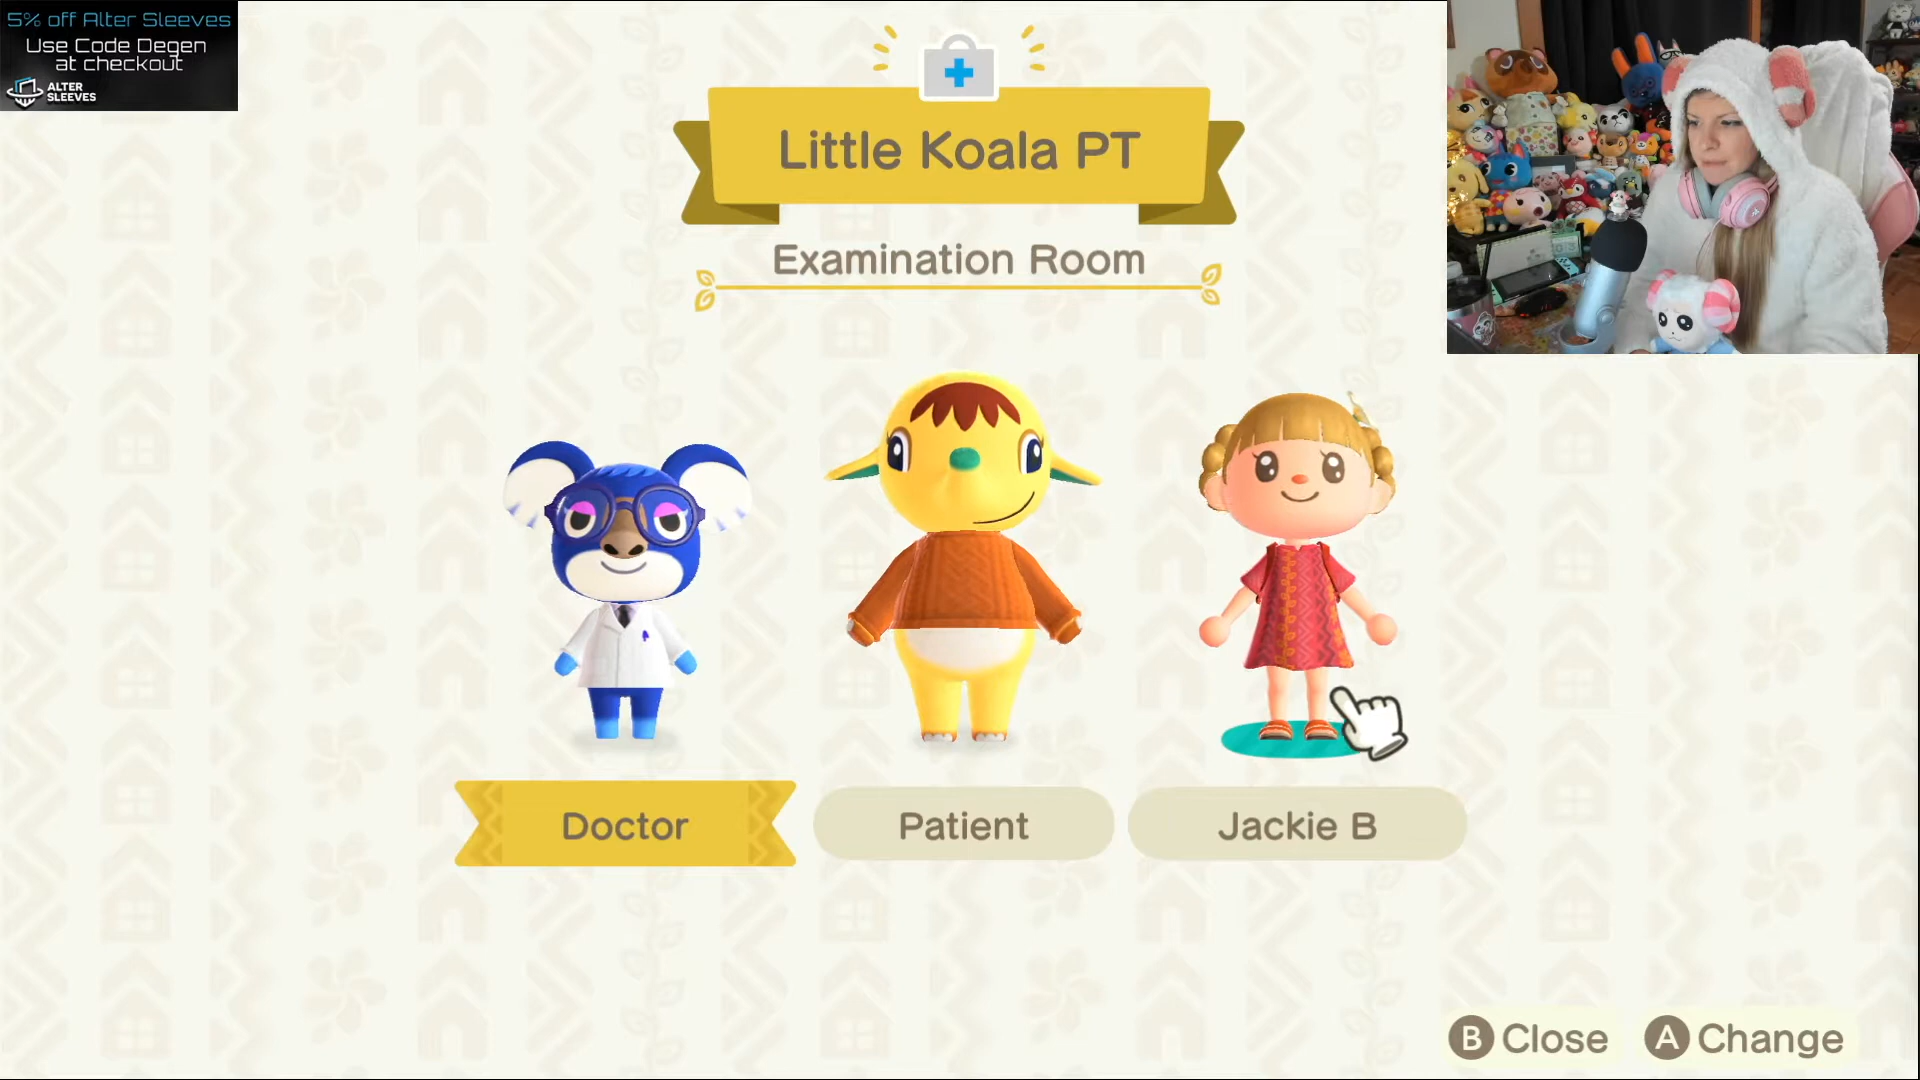 5% off Alter Sleeves
Use Code Degen
at checkout
ALTER
SLEEVES
Little Koala PT
Examination Room
Doctor
Patient
Jackie B
B Close
A Change